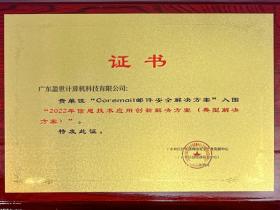 证书
广东盈世计算机科技有限公司:
贵单位“Coremail邮件安全解决方案”入围
“2022年信息技术应用创新解决方案(典型解决
方案)”。
特发此证。